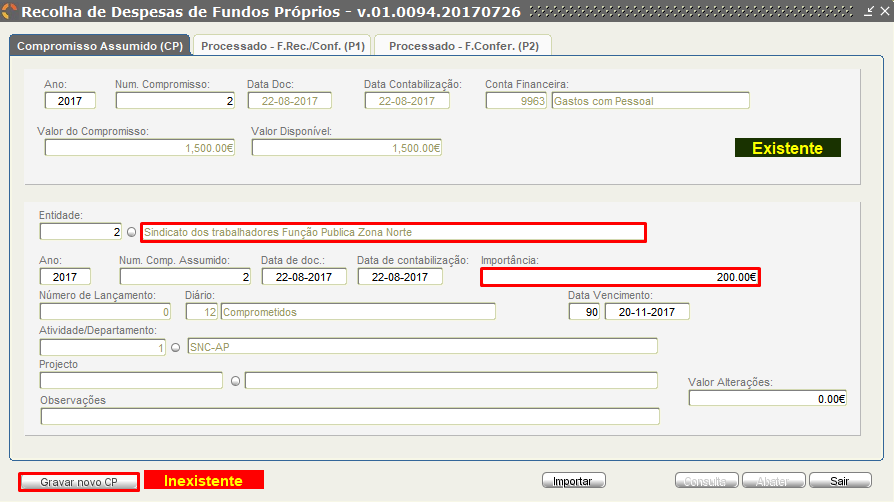 Recolha de Despesas de Fundos Próprios - v.01.0094.20170726
Compromisso Assumido (CP) Processado - F.Rec./Conf. (P1) Processado - F.Confer. (P2)
Ano: Num. Compromisso: Data Doc: Data Contabilização: Conta Financeira:
2017 2 22-08-2017 22-08-2017 9963 Gastos com Pessoal
Valor do Compromisso: Valor Disponível:
1,500.00€ 1,500.00€ Existente
Entidade:
2 Sindicato dos trabalhadores Função Publica Zona Norte
Ano: Num. Comp. Assumido: Data de doc.: Data de contabilização: Importância:
2017 2 22-08-2017 22-08-2017 200.00€
Número de Lançamento: Diário: Data Vencimento:
0 12 Comprometidos 90 20-11-2017
Atividade/Departamento:
1 SNC-AP
Projecto
Valor Alterações:
0.00€
Observações
Gravar novo CP Inexistente Importar Consulta Abater Sair